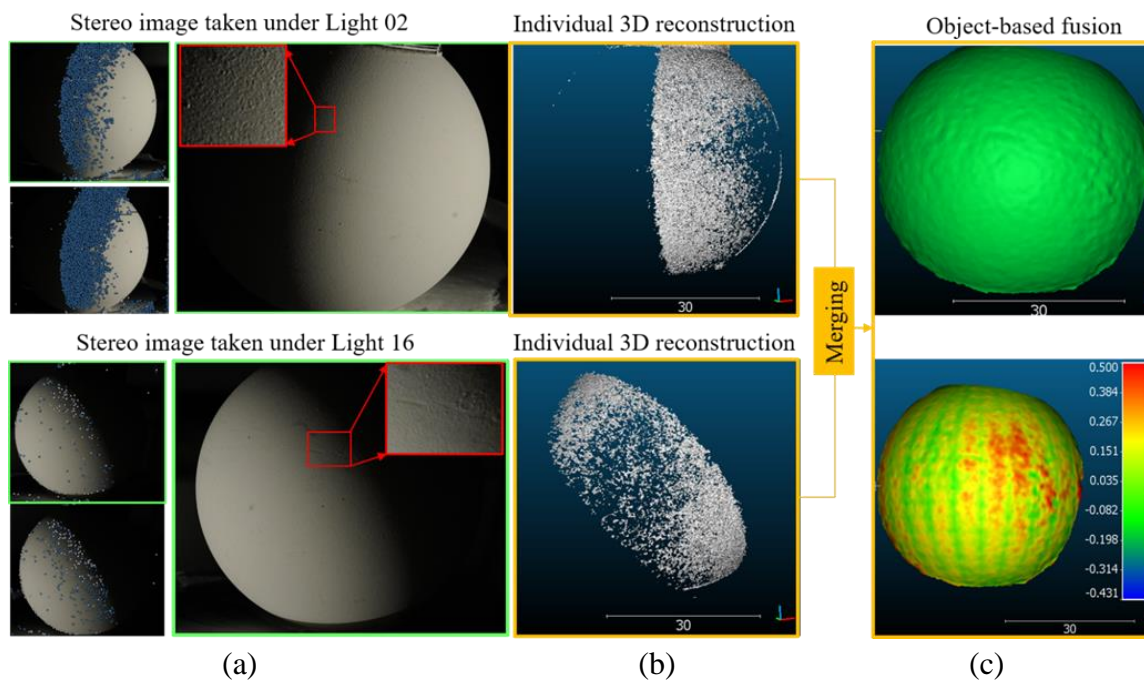 Stereo image taken under Light 02
Individual 3D reconstruction
Object-based fusion
30
30
Merging
Stereo image taken under Light 16
Individual 3D reconstruction
30
0.500
0.384
0.267
0.151
0.035
-0.082
-0.198
-0.314
-0.431
30
(a)
(b)
(c)